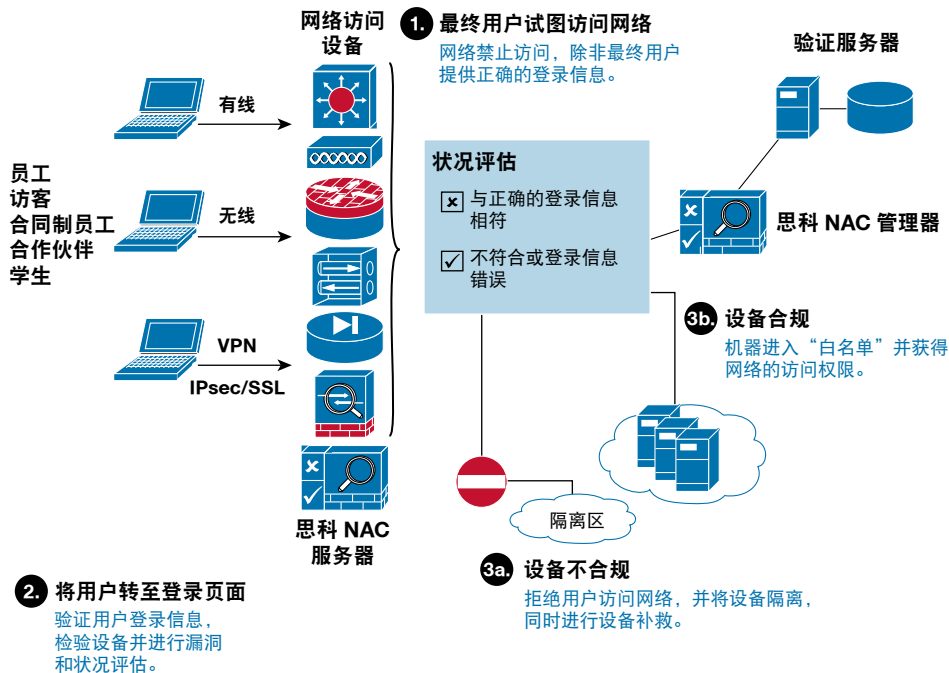 网络访问
设备
1. 最终用户试图访问网络
网络禁止访问，除非最终用户
提供正确的登录信息。
验证服务器
有线
员工
访客
合同制员工
合作伙伴
学生
无线
VPN
IPsec/SSL
状况评估
与正确的登录信息
相符
不符合或登录信息
错误
思科 NAC 管理器
3b. 设备合规
机器进入“白名单”并获得
网络的访问权限。
思科 NAC
服务器
隔离区
3a. 设备不合规
拒绝用户访问网络，并将设备隔离，
同时进行设备补救。
2. 将用户转至登录页面
验证用户登录信息，
检验设备并进行漏洞
和状况评估。